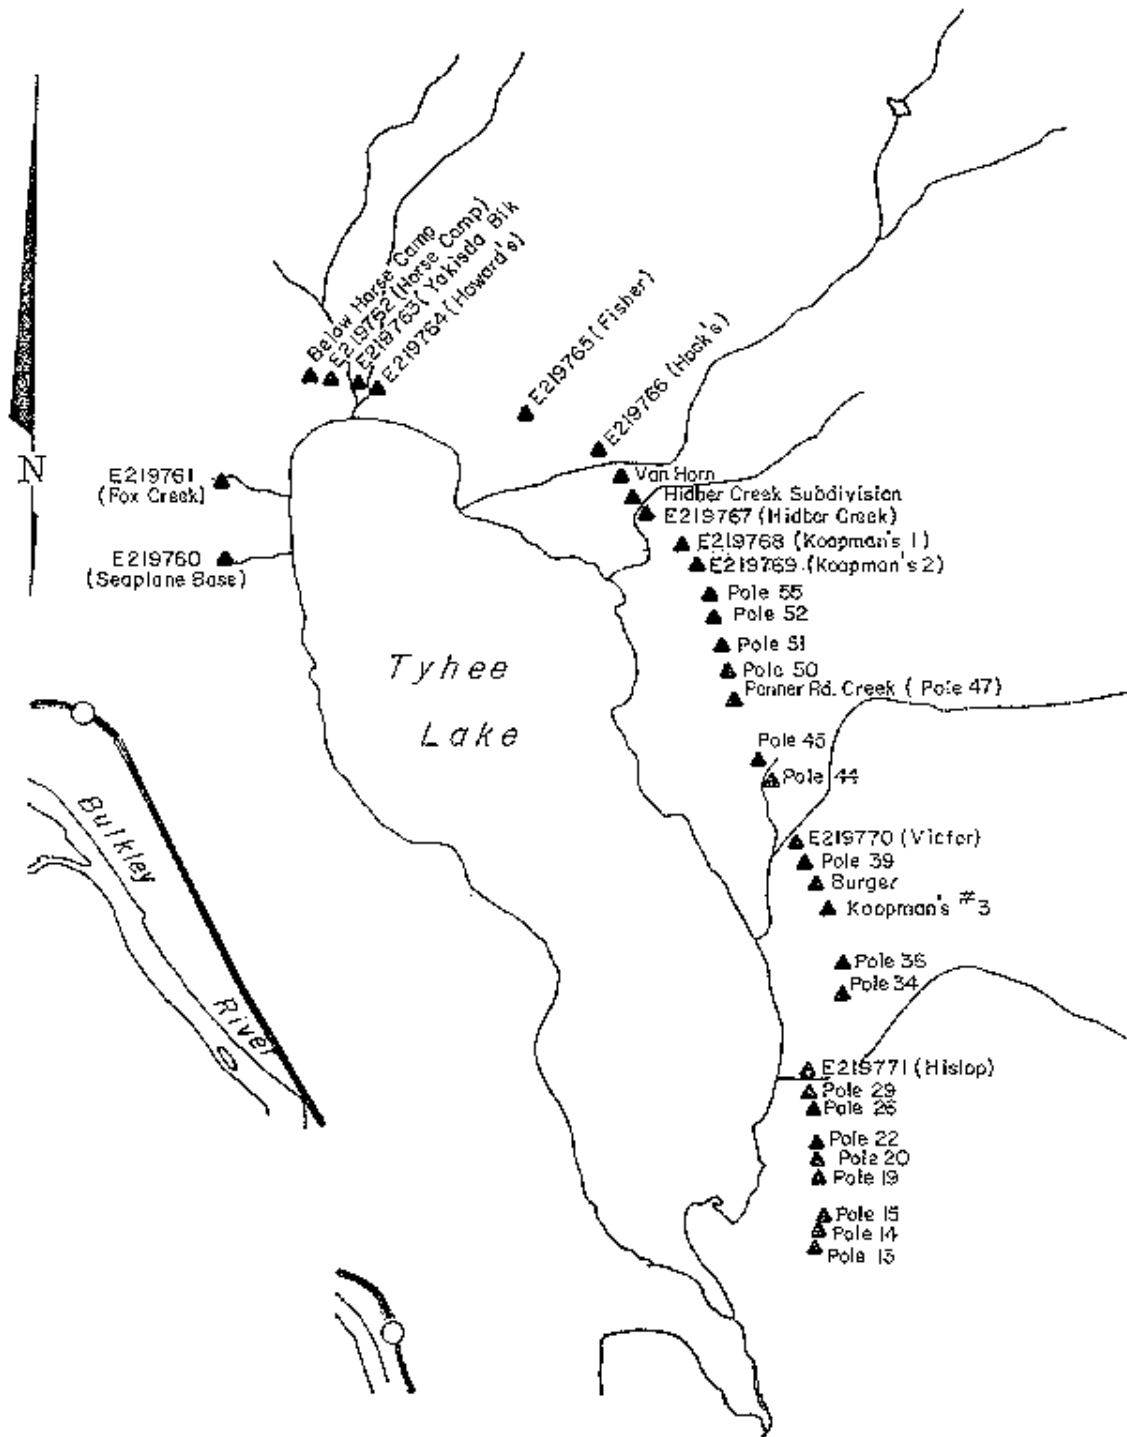 Below Horse Camp
E219762 (Horse Camp)
E219763 (Yakisda Bik
E219764 (Howard's)
E219765 (Fisher)
E219766 (Hook's)
N
E219761
(Fox Creek)
Van Horn
Hidber Creek Subdivision
E219767 (Hidber Creek)
E219768 (Koopman's 1)
E219760
(Seaplane Base)
E219769 (Koopman's 2)
Pole 55
Pole 52
Pole 51
Pole 50
Penner Rd. Creek (Pole 47)
Tyhee
Lake
Pole 45
Pole 44
Bulkley
River
E219770 (Victer)
Pole 39
Burger
Koopman's #3
Pole 36
Pole 34
E219771 (Hislop)
Pole 29
Pole 26
Pole 22
Pole 20
Pole 19
Pole 15
Pole 14
Pole 13